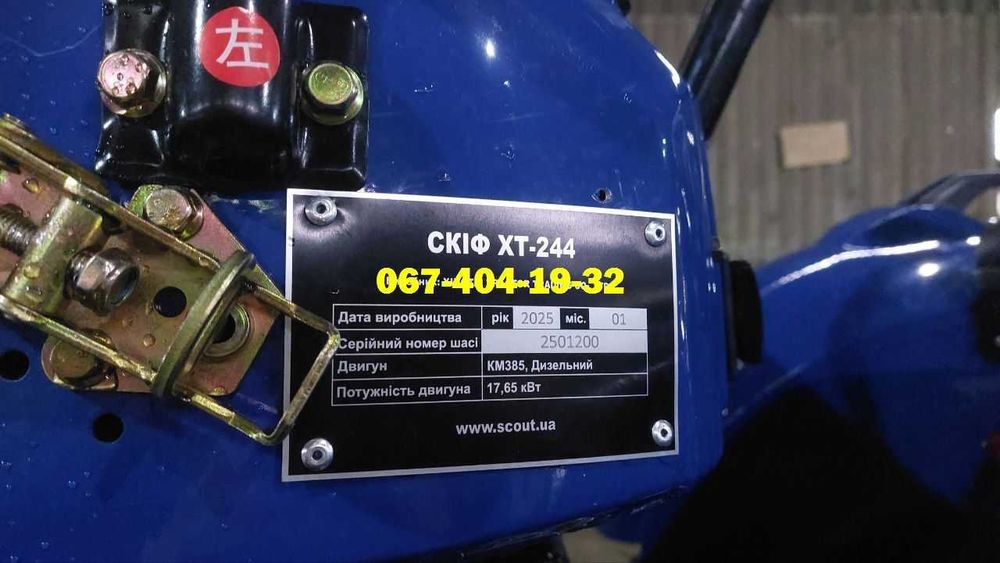 左
СКІФ ХТ-244
067-404-19-32
Дата виробництва рік 2025 міс. 01
Серійний номер шасі 2501200
Двигун КМ385, Дизельний
Потужність двигуна 17,65 кВт
www.scout.ua